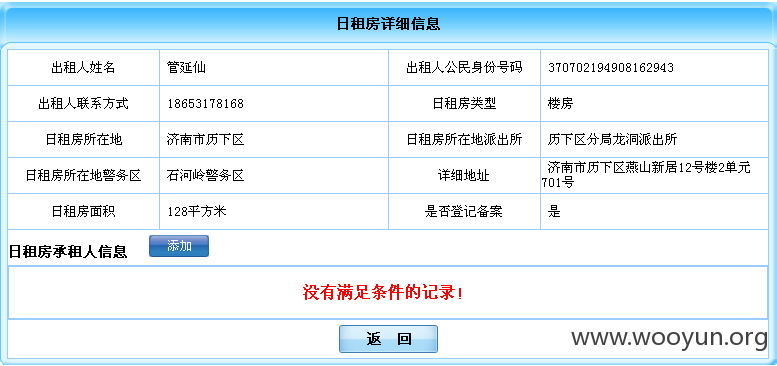 日租房详细信息
出租人姓名 管延仙 出租人公民身份号码 370702194908162943
出租人联系方式 18653178168 日租房类型 楼房
日租房所在地 济南市历下区 日租房所在地派出所 历下区分局龙洞派出所
日租房所在地警务区 石河岭警务区 详细地址 济南市历下区燕山新居12号楼2单元
701号
日租房面积 128平方米 是否登记备案 是
日租房承租人信息 添加
没有满足条件的记录!
返 回
www.wooyun.org